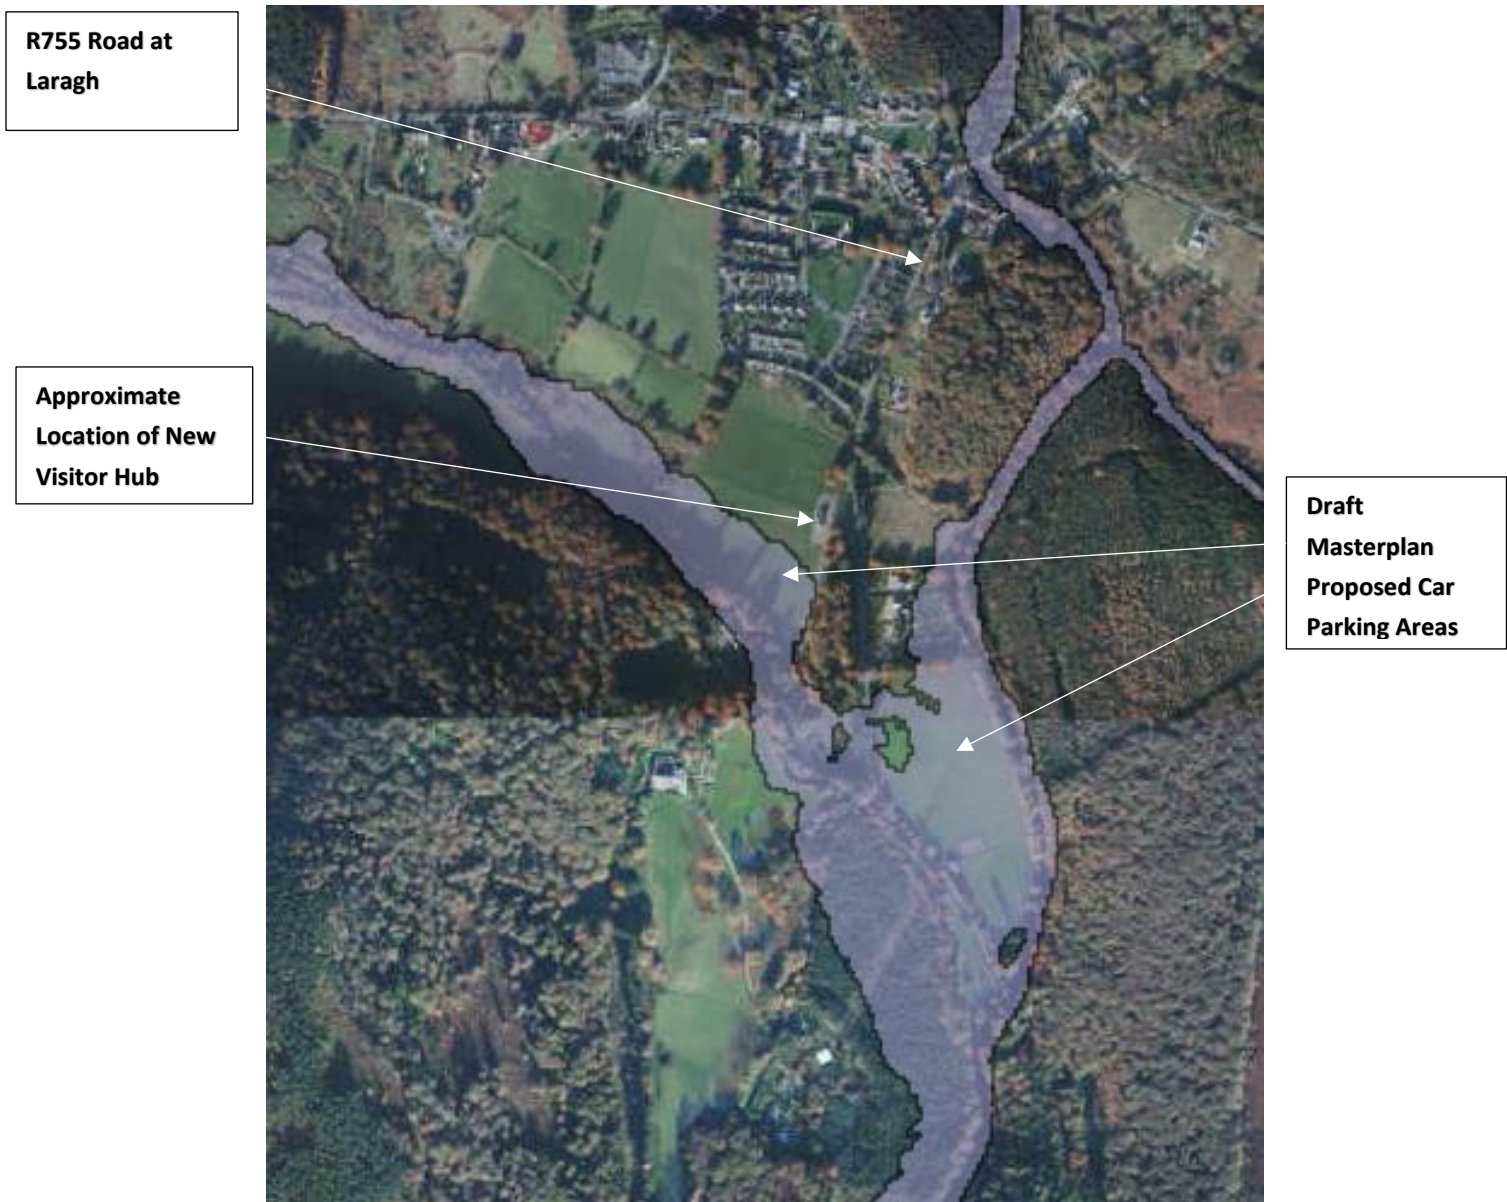 R755 Road at
Laragh
Approximate
Location of New
Visitor Hub
Draft
Masterplan
Proposed Car
Parking Areas